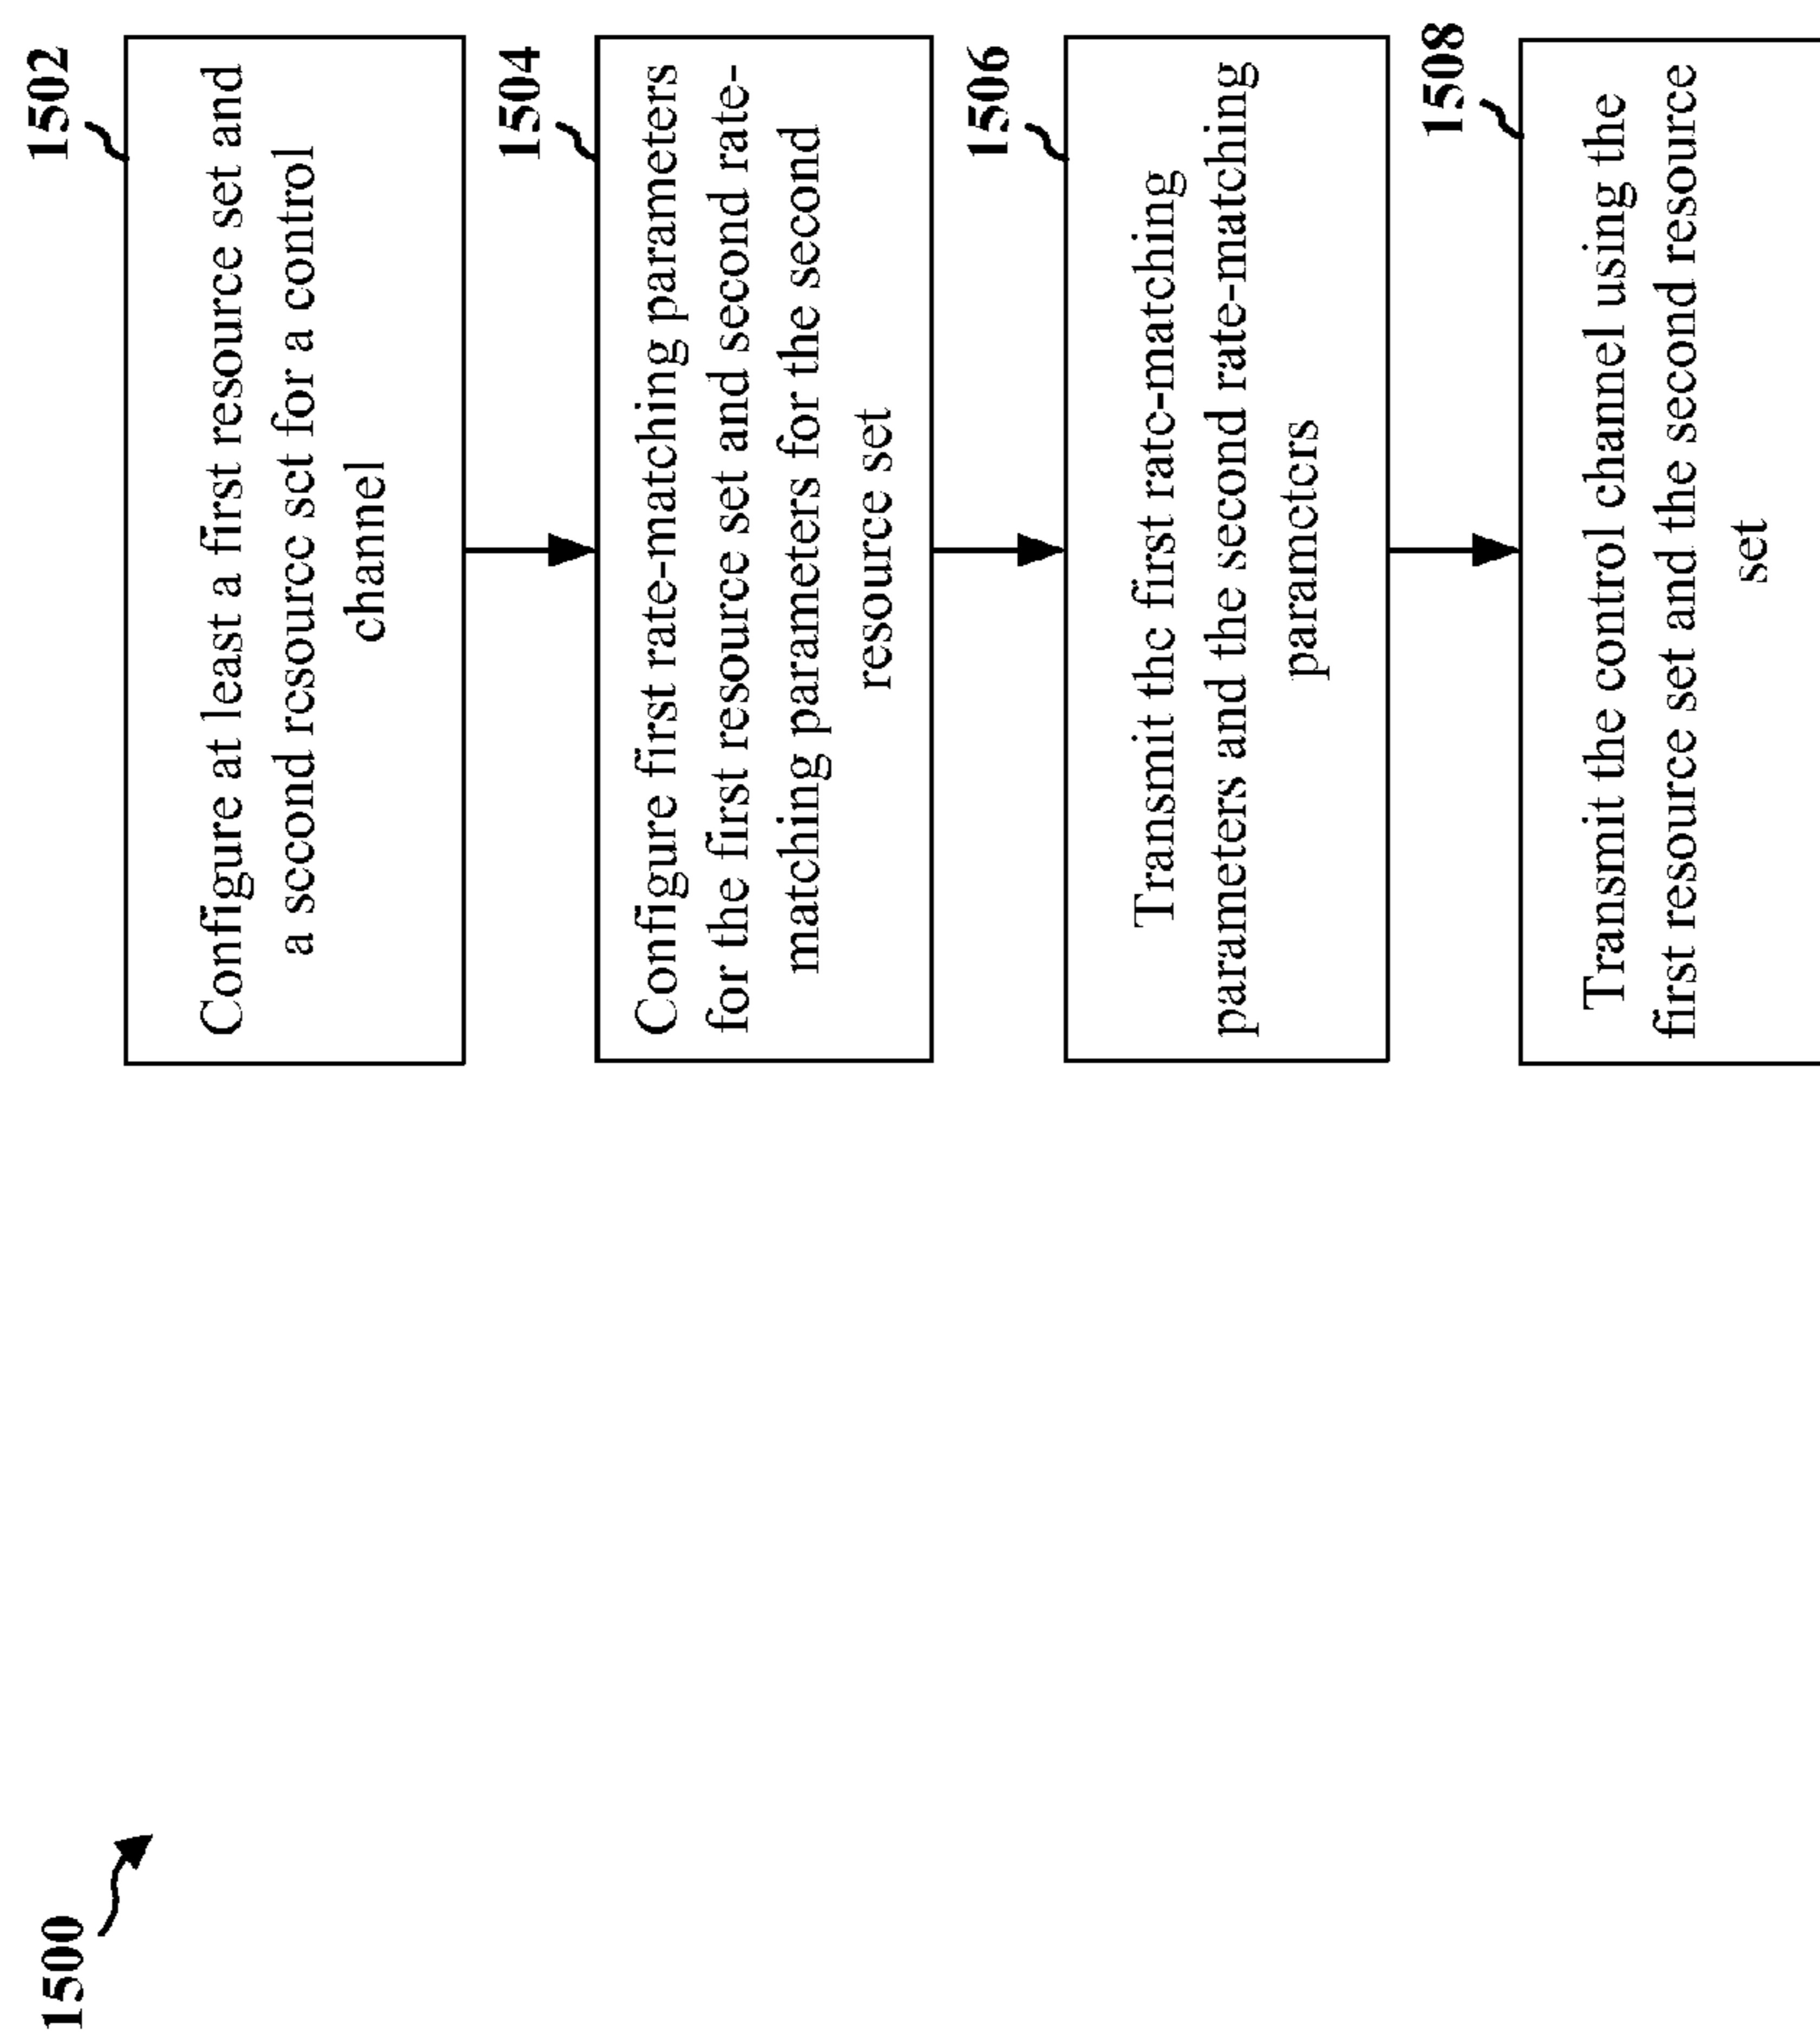 1500
1502
Configure at least a first resource set and
a second resource set for a control
channel
1504
Configure first rate-matching parameters
for the first resource set and second rate-
matching parameters for the second
resource set
1506
Transmit the first rate-matching
parameters and the second rate-matching
parameters
1508
Transmit the control channel using the
first resource set and the second resource
set